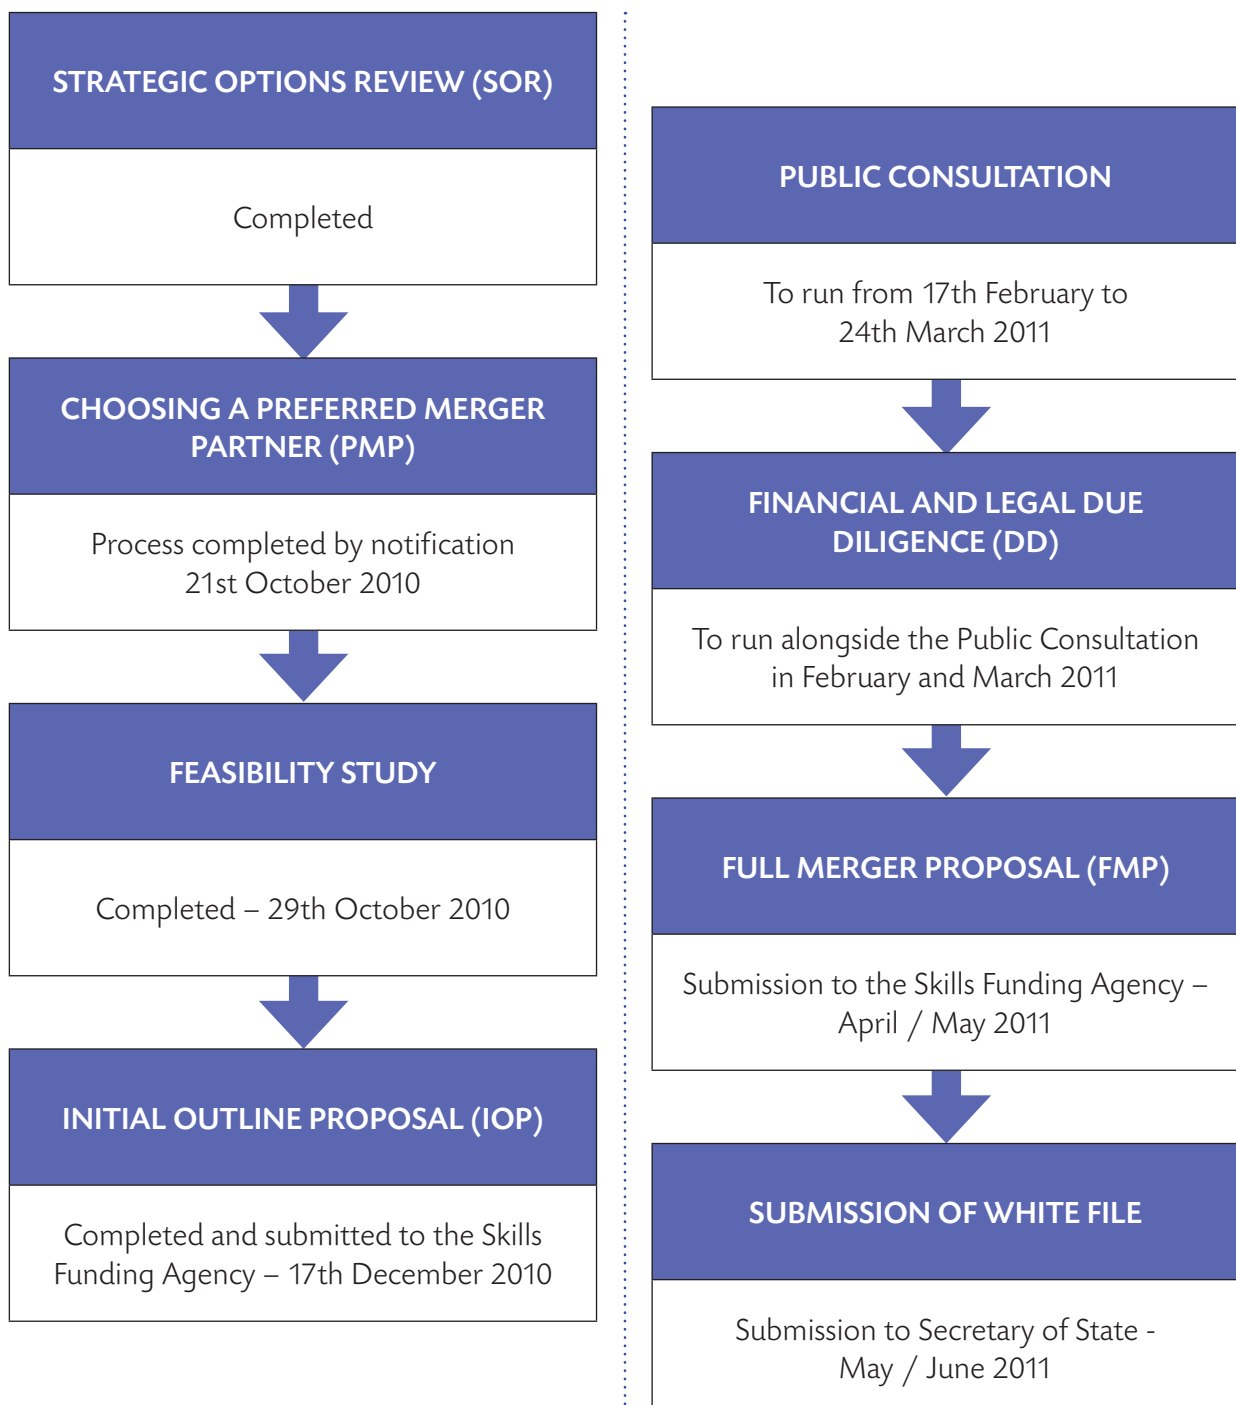 STRATEGIC OPTIONS REVIEW (SOR)
Completed
CHOOSING A PREFERRED MERGER
PARTNER (PMP)
Process completed by notification
21st October 2010
FEASIBILITY STUDY
Completed – 29th October 2010
INITIAL OUTLINE PROPOSAL (IOP)
Completed and submitted to the Skills
Funding Agency – 17th December 2010
PUBLIC CONSULTATION
To run from 17th February to
24th March 2011
FINANCIAL AND LEGAL DUE
DILIGENCE (DD)
To run alongside the Public Consultation
in February and March 2011
FULL MERGER PROPOSAL (FMP)
Submission to the Skills Funding Agency –
April / May 2011
SUBMISSION OF WHITE FILE
Submission to Secretary of State -
May / June 2011